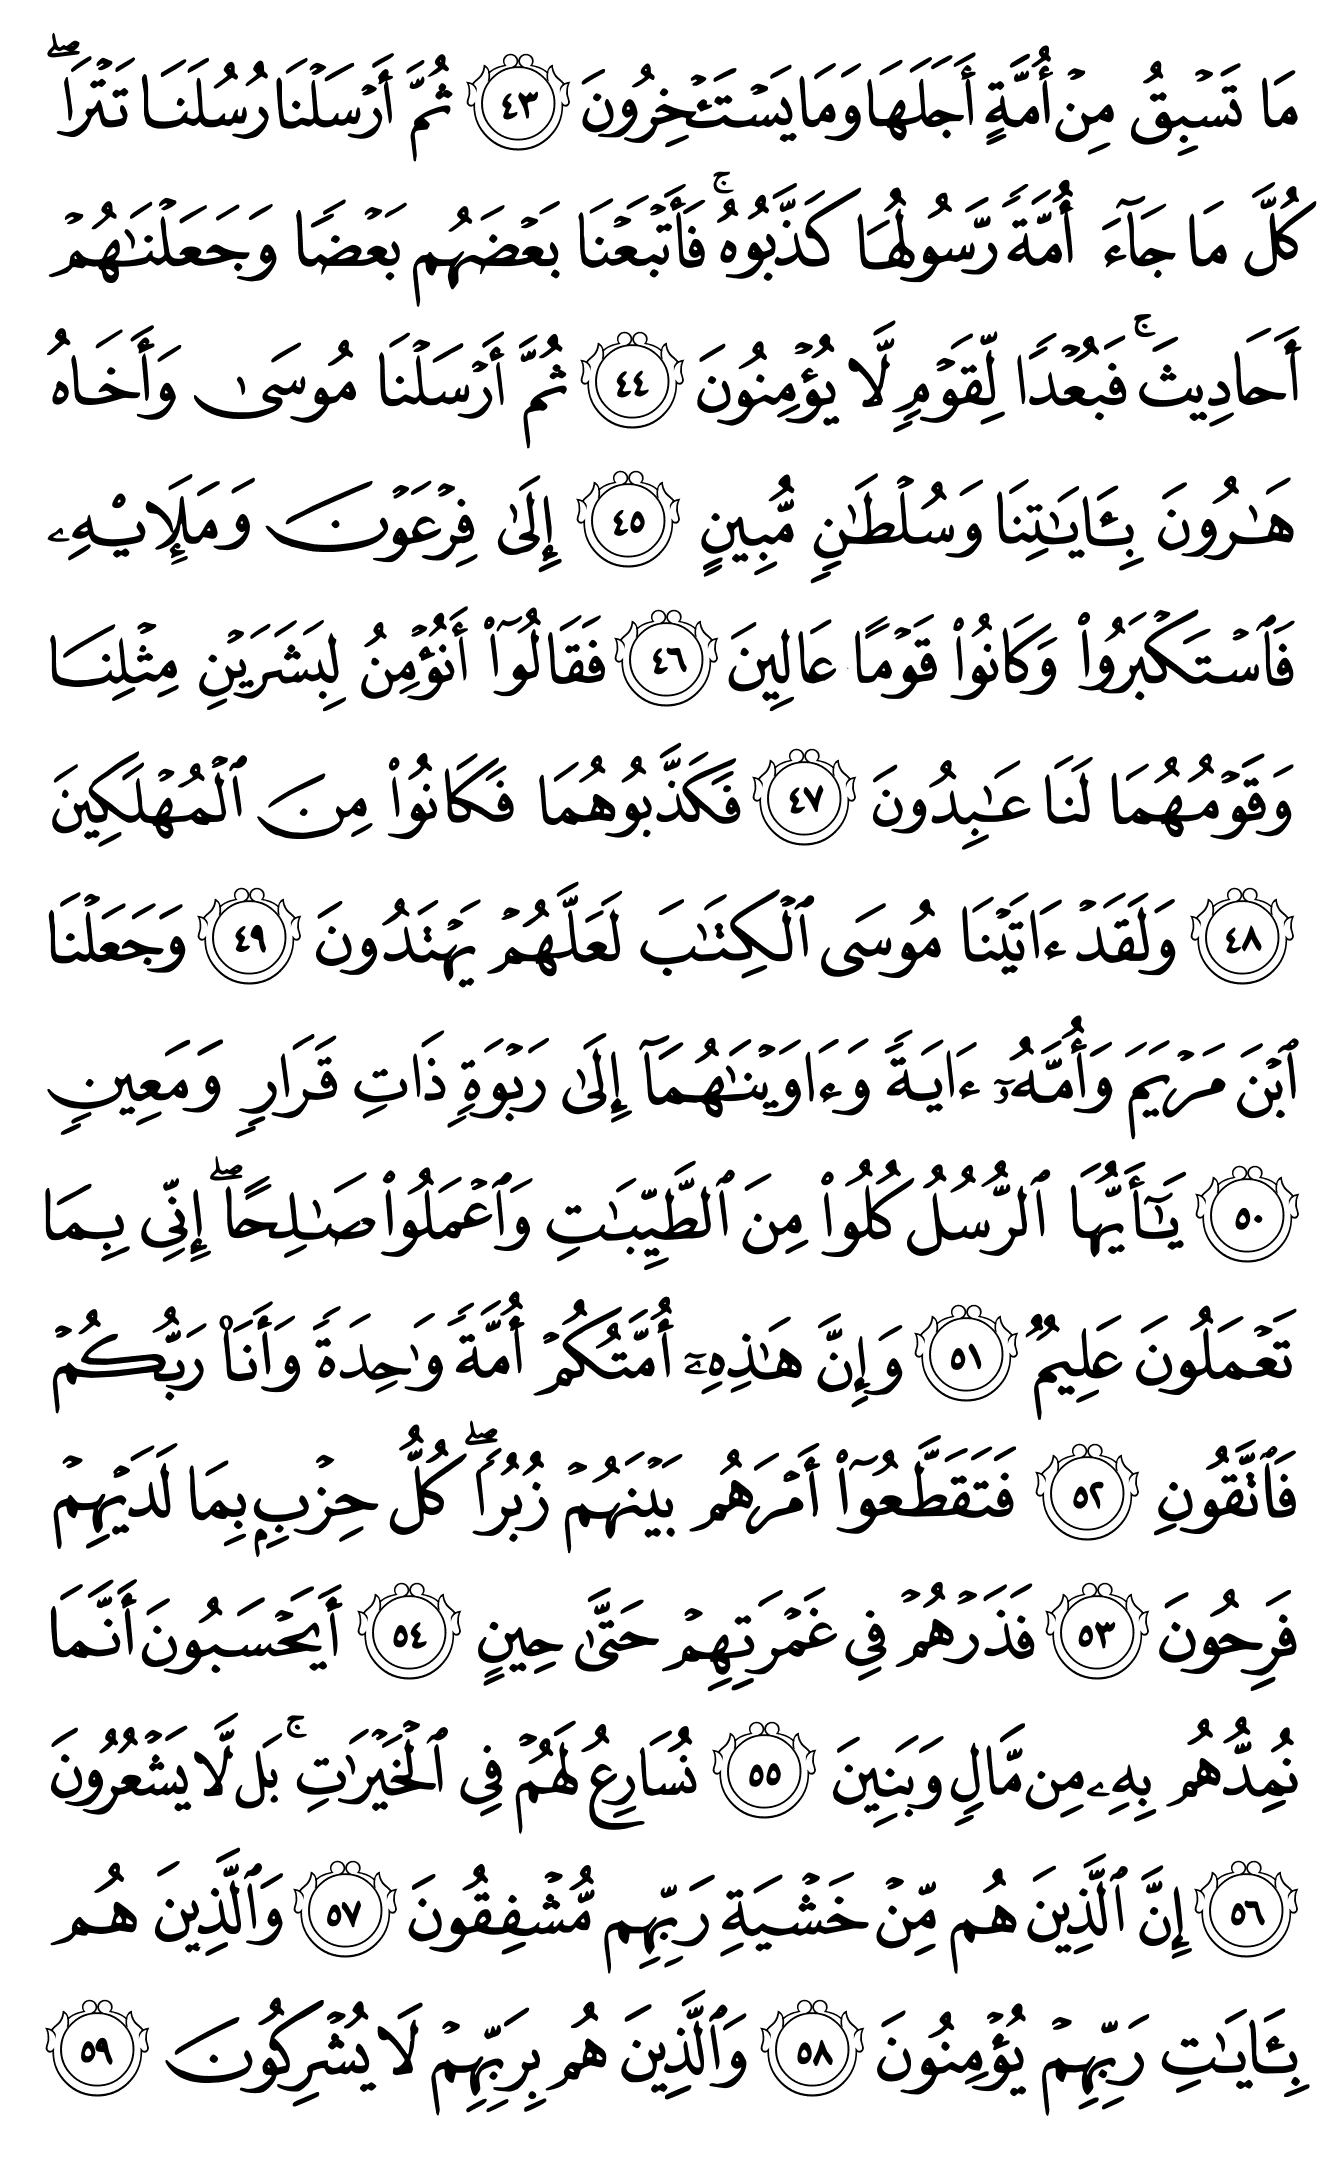 مَا تَسۡبِقُ مِنۡ أُمَّةٍ أَجَلَهَا وَمَا يَسۡتَـٔۡخِرُونَ ٤٣ ثُمَّ أَرۡسَلۡنَا رُسُلَنَا تَتۡرَاۖ
كُلَّ مَا جَآءَ أُمَّةٗ رَّسُولُهَا كَذَّبُوهُۚ فَأَتۡبَعۡنَا بَعۡضَهُم بَعۡضٗا وَجَعَلۡنَٰهُمۡ
أَحَادِيثَۚ فَبُعۡدٗا لِّقَوۡمٖ لَّا يُؤۡمِنُونَ ٤٤ ثُمَّ أَرۡسَلۡنَا مُوسَىٰ وَأَخَاهُ
هَٰرُونَ بِـَٔايَٰتِنَا وَسُلۡطَٰنٖ مُّبِينٍ ٤٥ إِلَىٰ فِرۡعَوۡنَ وَمَلَإِيْهِۦ
فَٱسۡتَكۡبَرُواْ وَكَانُواْ قَوۡمًا عَالِينَ ٤٦ فَقَالُوٓاْ أَنُؤۡمِنُ لِبَشَرَيۡنِ مِثۡلِنَا
وَقَوۡمُهُمَا لَنَا عَٰبِدُونَ ٤٧ فَكَذَّبُوهُمَا فَكَانُواْ مِنَ ٱلۡمُهۡلَكِينَ
٤٨ وَلَقَدۡ ءَاتَيۡنَا مُوسَى ٱلۡكِتَٰبَ لَعَلَّهُمۡ يَهۡتَدُونَ ٤٩ وَجَعَلۡنَا
ٱبۡنَ مَرۡيَمَ وَأُمَّهُۥٓ ءَايَةٗ وَءَاوَيۡنَٰهُمَآ إِلَىٰ رَبۡوَةٖ ذَاتِ قَرَارٖ وَمَعِينٖ
٥٠ يَٰٓأَيُّهَا ٱلرُّسُلُ كُلُواْ مِنَ ٱلطَّيِّبَٰتِ وَٱعۡمَلُواْ صَٰلِحًاۖ إِنِّي بِمَا
تَعۡمَلُونَ عَلِيمٞ ٥١ وَإِنَّ هَٰذِهِۦٓ أُمَّتُكُمۡ أُمَّةٗ وَٰحِدَةٗ وَأَنَا۠ رَبُّكُمۡ
فَٱتَّقُونِ ٥٢ فَتَقَطَّعُوٓاْ أَمۡرَهُم بَيۡنَهُمۡ زُبُرٗاۖ كُلُّ حِزۡبِۭ بِمَا لَدَيۡهِمۡ
فَرِحُونَ ٥٣ فَذَرۡهُمۡ فِي غَمۡرَتِهِمۡ حَتَّىٰ حِينٍ ٥٤ أَيَحۡسَبُونَ أَنَّمَا
نُمِدُّهُم بِهِۦ مِن مَّالٖ وَبَنِينَ ٥٥ نُسَارِعُ لَهُمۡ فِي ٱلۡخَيۡرَٰتِۚ بَل لَّا يَشۡعُرُونَ
٥٦ إِنَّ ٱلَّذِينَ هُم مِّنۡ خَشۡيَةِ رَبِّهِم مُّشۡفِقُونَ ٥٧ وَٱلَّذِينَ هُم
بِـَٔايَٰتِ رَبِّهِمۡ يُؤۡمِنُونَ ٥٨ وَٱلَّذِينَ هُم بِرَبِّهِمۡ لَا يُشۡرِكُونَ ٥٩